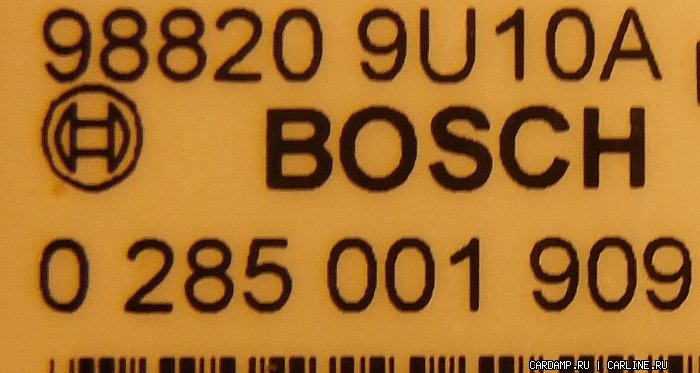 98820 9U10A
BOSCH
0 285 001 909
CARDAMP.RU | CARLINE.RU